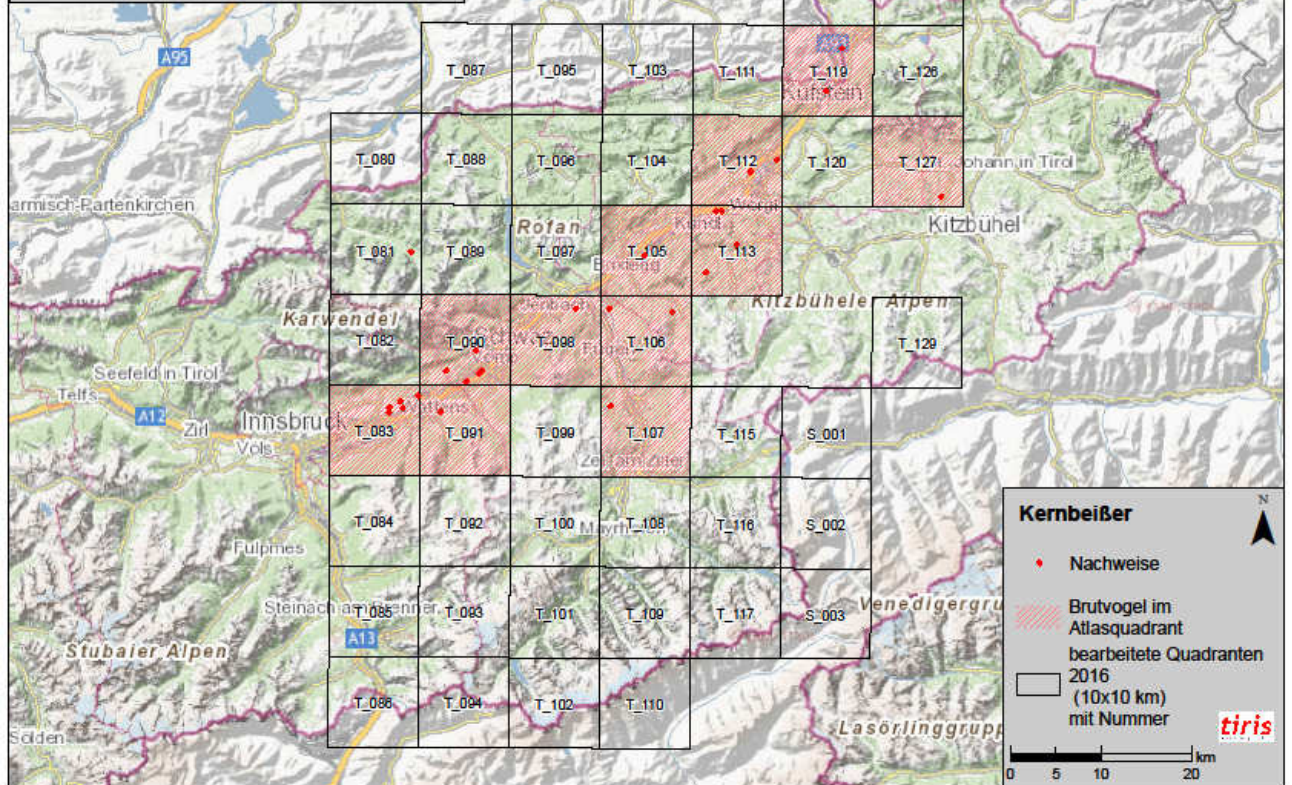 A95
T_087
T_095
T_103
T_111
T_119
T_126
Kufstein
T_080
T_088
T_096
T_104
T_112
T_120
T_127
Johann in Tirol
armisch-Partenkirchen
Rofan
Kundl
Wörgl
Kitzbühel
T_081
T_089
T_097
T_105
T_113
Karwendel
Jenbach
Kitzbüheler Alpen
T_082
T_090
Schwaz
T_098
T_106
T_129
Seefeld in Tirol
Telfs
A12
Zirl
Innsbruck
Völs
Wattens
T_083
T_091
T_099
T_107
T_115
S_001
Zell am Ziller
T_084
T_092
T_100
Mayrhofen
T_108
T_116
S_002
Fulpmes
Steinach am Brenner
T_085
T_093
T_101
T_109
T_117
S_003
Venedigergru
A13
Stubaier Alpen
T_086
T_094
T_102
T_110
Sölden
Lasörlinggrupp
Kernbeißer
N
Nachweise
Brutvogel im
Atlasquadrant
bearbeitete Quadranten
2016
(10x10 km)
mit Nummer
tiris
km
0 5 10 20